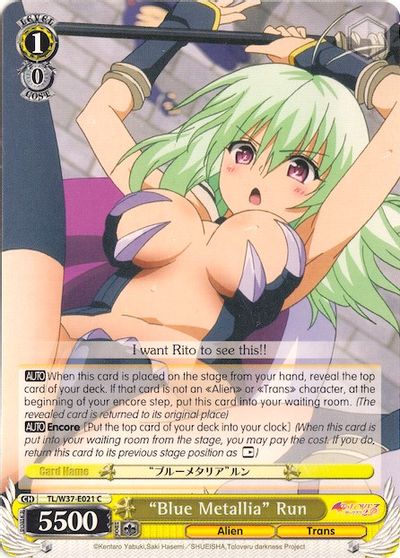 LEVEL
1
0
COST
I want Rito to see this!!
AUTO When this card is placed on the stage from your hand, reveal the top
card of your deck. If that card is not an «Alien» or «Trans» character, at
the beginning of your encore step, put this card into your waiting room. (The
revealed card is returned to its original place)
AUTO Encore [Put the top card of your deck into your clock] (When this card is
put into your waiting room from the stage, you may pay the cost. If you do,
return this card to its previous stage position as)
Card Name
"ブルーメタリア"ルン
CH
TL/W37-E021 C
5500
"Blue Metallia" Run
Alien
Trans
©Kentaro Yabuki,Saki Hasemi /SHUEISHA,Toloveru darkness Project